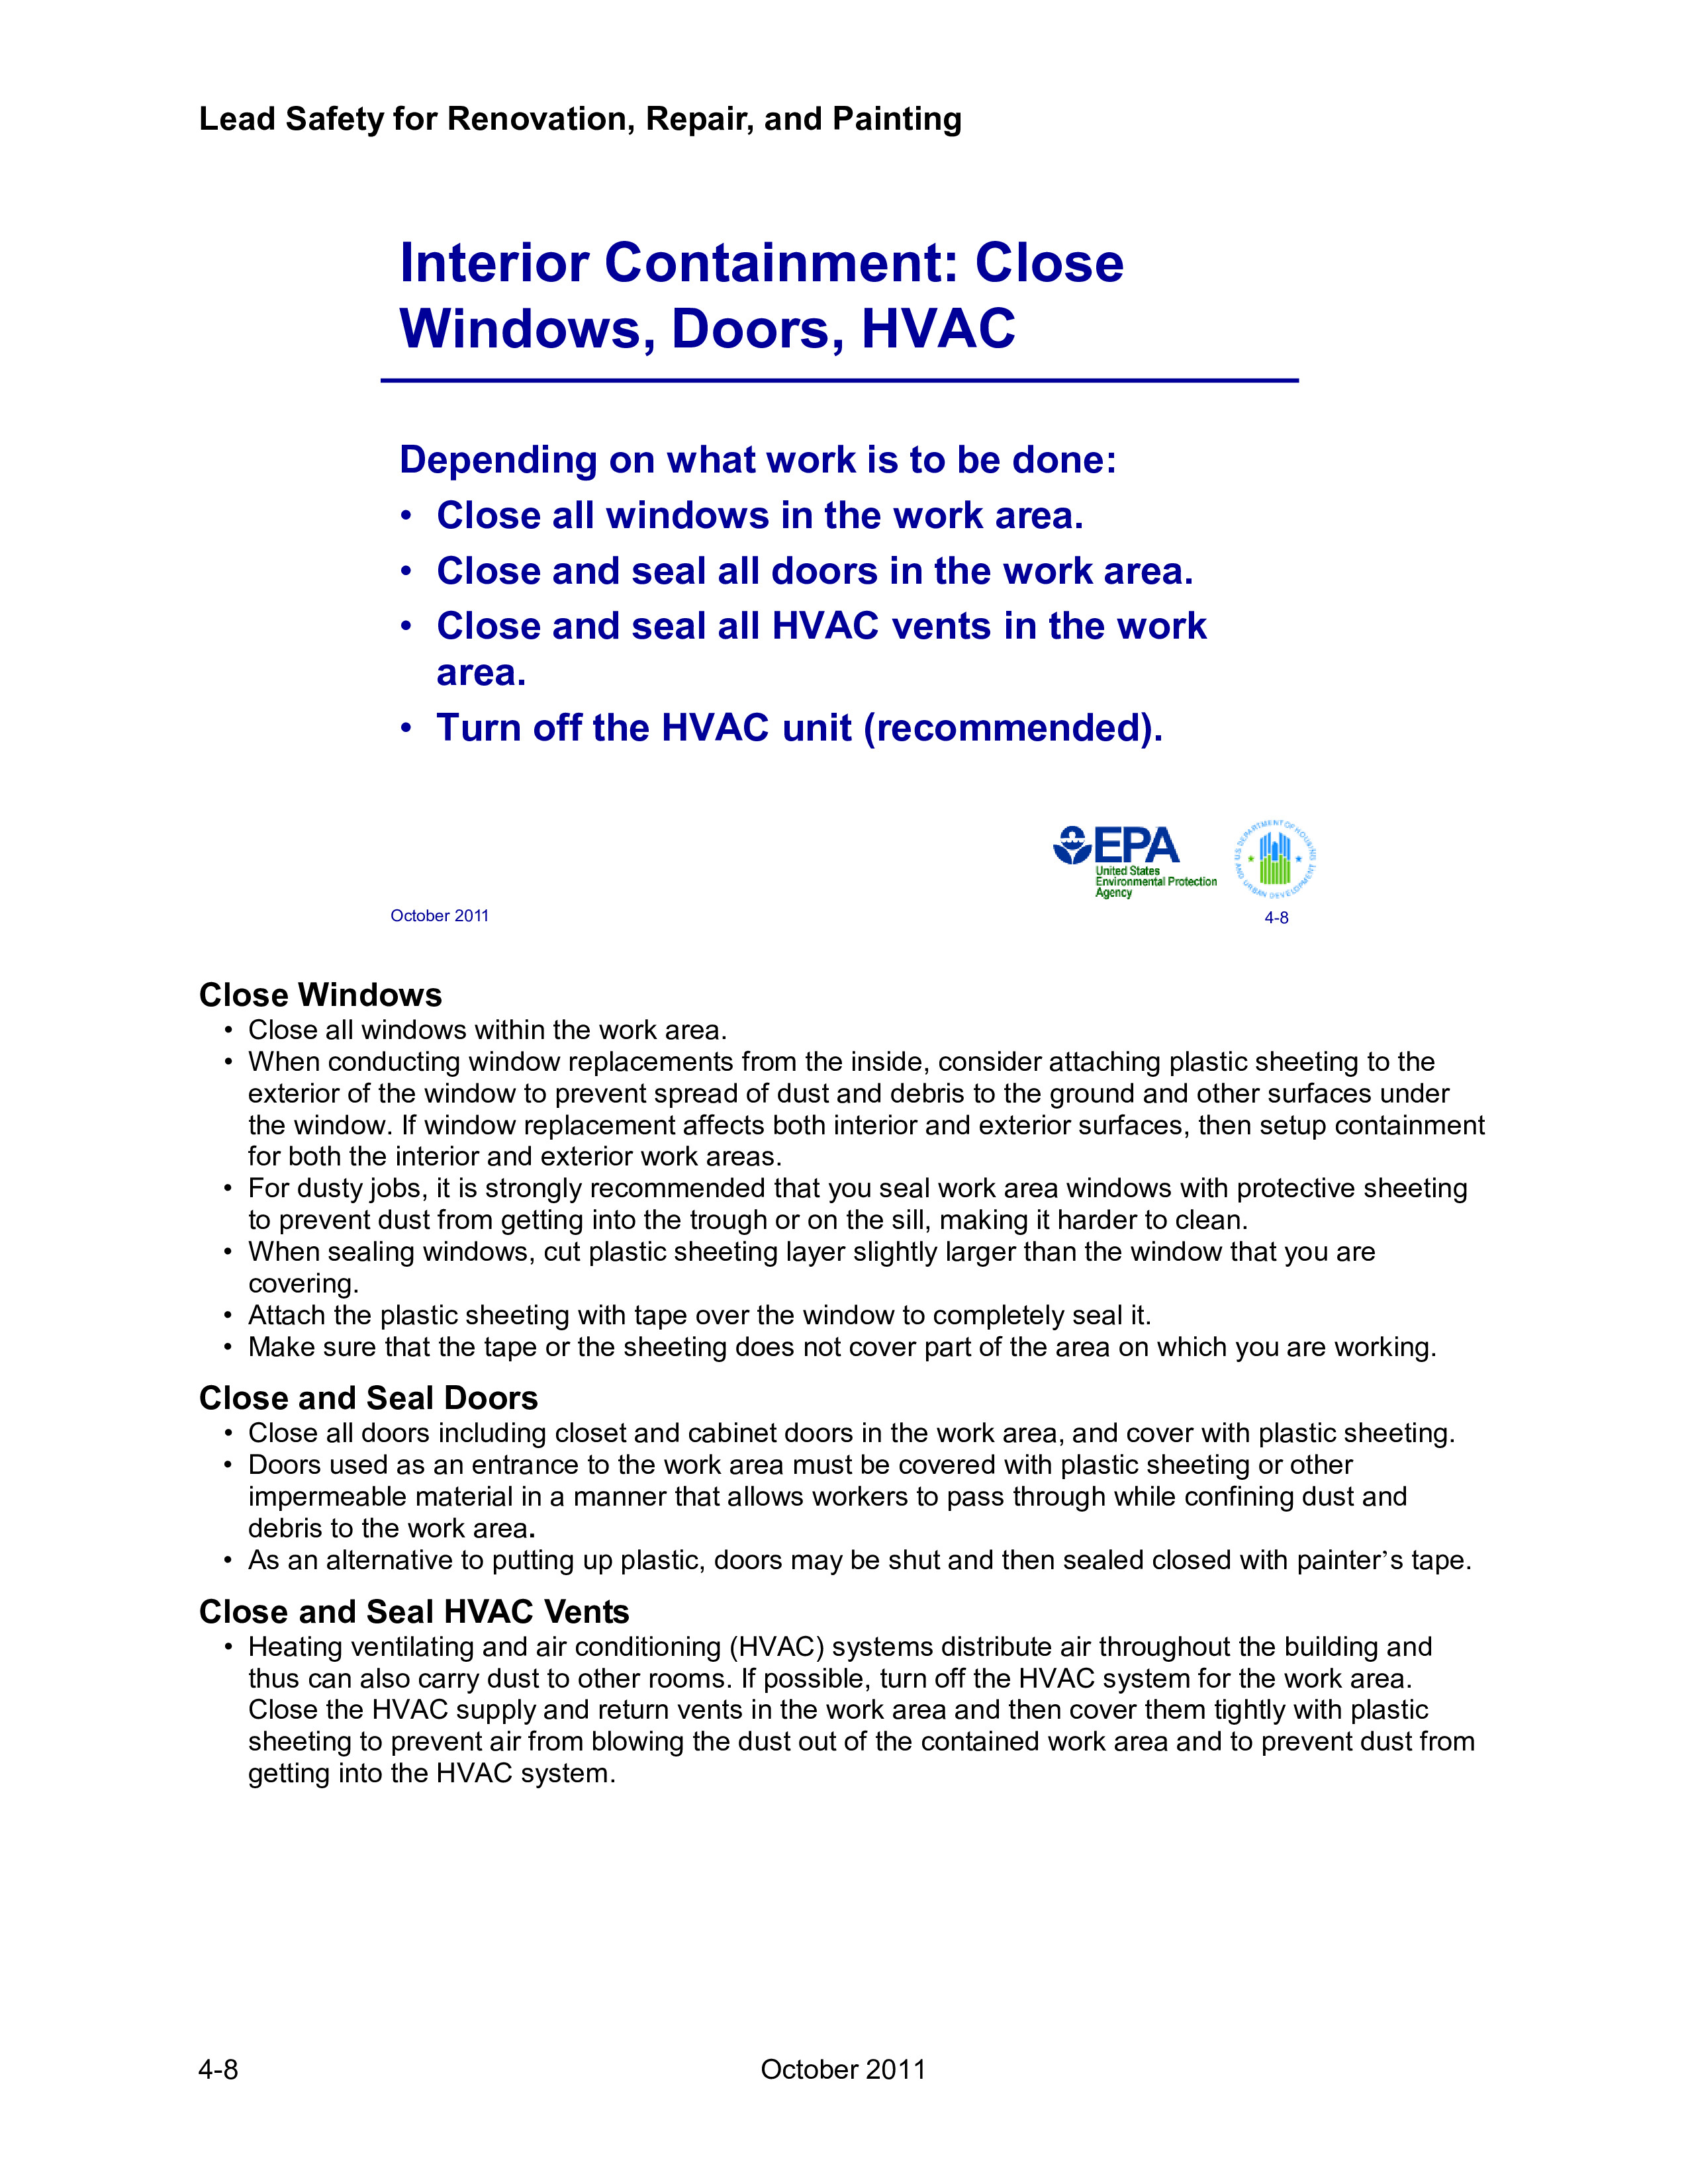 Lead Safety for Renovation, Repair, and Painting
Interior Containment: Close
Windows, Doors, HVAC
Depending on what work is to be done:
• Close all windows in the work area.
• Close and seal all doors in the work area.
• Close and seal all HVAC vents in the work
area.
• Turn off the HVAC unit (recommended).
EPA
United States
Environmental Protection
Agency
U.S. DEPARTMENT OF HOUSING
AND URBAN DEVELOPMENT
October 2011
4-8
Close Windows
• Close all windows within the work area.
• When conducting window replacements from the inside, consider attaching plastic sheeting to the
exterior of the window to prevent spread of dust and debris to the ground and other surfaces under
the window. If window replacement affects both interior and exterior surfaces, then setup containment
for both the interior and exterior work areas.
• For dusty jobs, it is strongly recommended that you seal work area windows with protective sheeting
to prevent dust from getting into the trough or on the sill, making it harder to clean.
• When sealing windows, cut plastic sheeting layer slightly larger than the window that you are
covering.
• Attach the plastic sheeting with tape over the window to completely seal it.
• Make sure that the tape or the sheeting does not cover part of the area on which you are working.
Close and Seal Doors
• Close all doors including closet and cabinet doors in the work area, and cover with plastic sheeting.
• Doors used as an entrance to the work area must be covered with plastic sheeting or other
impermeable material in a manner that allows workers to pass through while confining dust and
debris to the work area.
• As an alternative to putting up plastic, doors may be shut and then sealed closed with painter’s tape.
Close and Seal HVAC Vents
• Heating ventilating and air conditioning (HVAC) systems distribute air throughout the building and
thus can also carry dust to other rooms. If possible, turn off the HVAC system for the work area.
Close the HVAC supply and return vents in the work area and then cover them tightly with plastic
sheeting to prevent air from blowing the dust out of the contained work area and to prevent dust from
getting into the HVAC system.
4-8
October 2011